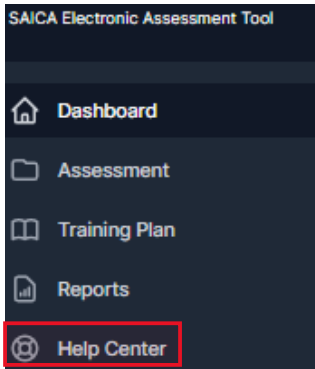 SAICA Electronic Assessment Tool
Dashboard
Assessment
Training Plan
Reports
Help Center